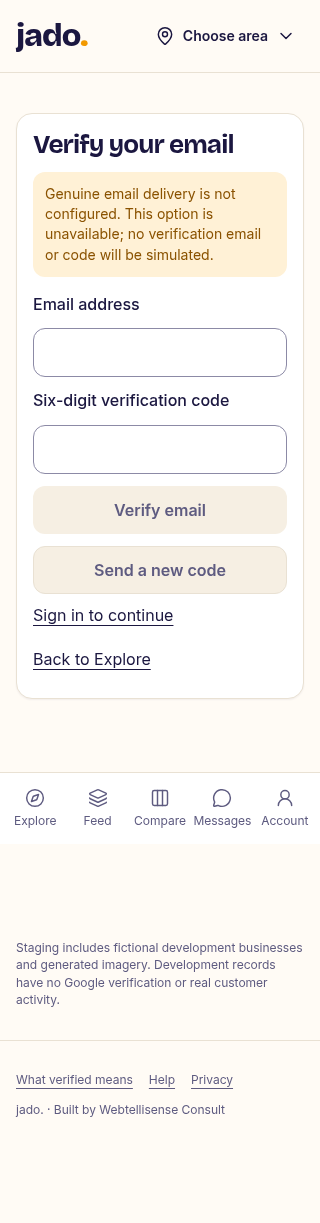 jado.
Choose area
Verify your email
Genuine email delivery is not
configured. This option is
unavailable; no verification email
or code will be simulated.
Email address
Six-digit verification code
Verify email
Send a new code
Sign in to continue
Back to Explore
Explore Feed Compare Messages Account
Staging includes fictional development businesses
and generated imagery. Development records
have no Google verification or real customer
activity.
What verified means Help Privacy
jado. · Built by Webtellisense Consult